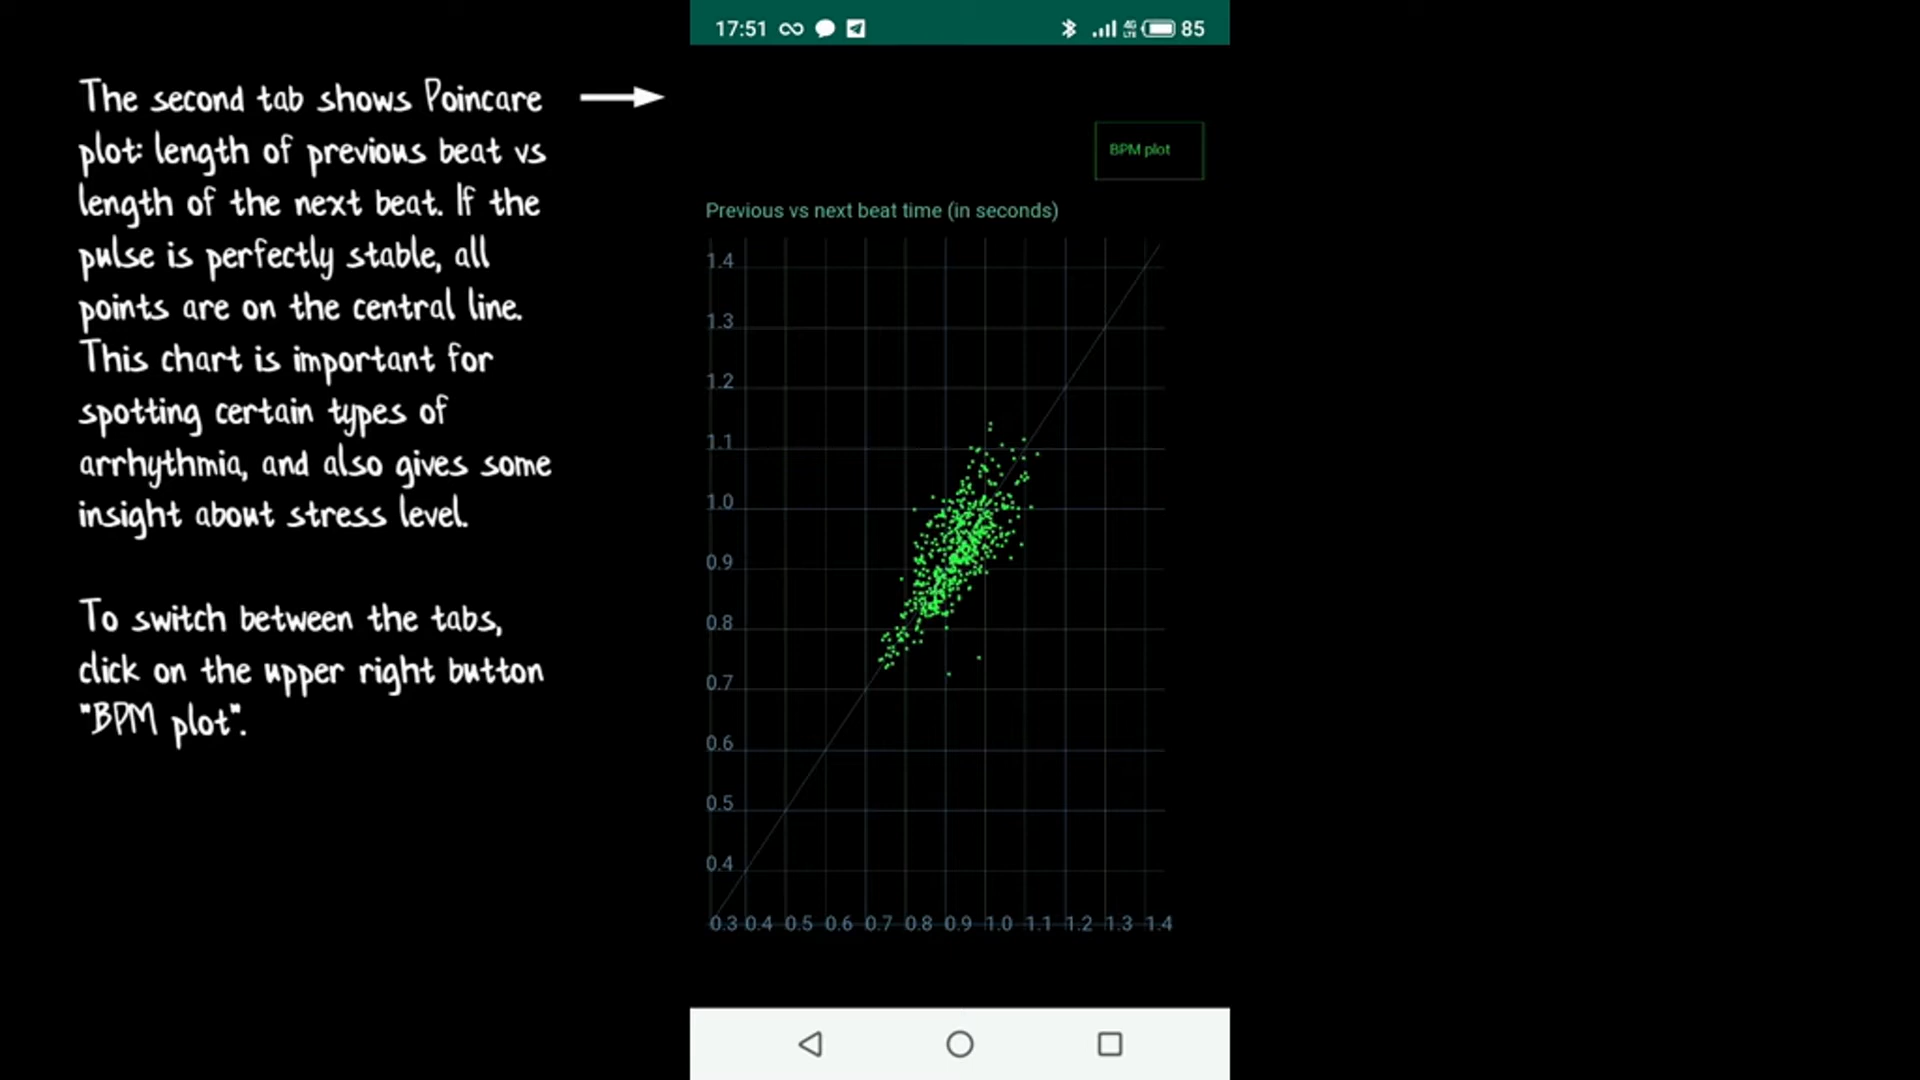 The second tab shows Poincare
plot: length of previous beat vs
length of the next beat. If the
pulse is perfectly stable, all
points are on the central line.
This chart is important for
spotting certain types of
arrhythmia, and also gives some
insight about stress level.
To switch between the tabs,
click on the upper right button
"BPM plot".
17:51
4G
LTE
85
BPM plot
Previous vs next beat time (in seconds)
1.4
1.3
1.2
1.1
1.0
0.9
0.8
0.7
0.6
0.5
0.4
0.3 0.4 0.5 0.6 0.7 0.8 0.9 1.0 1.1 1.2 1.3 1.4